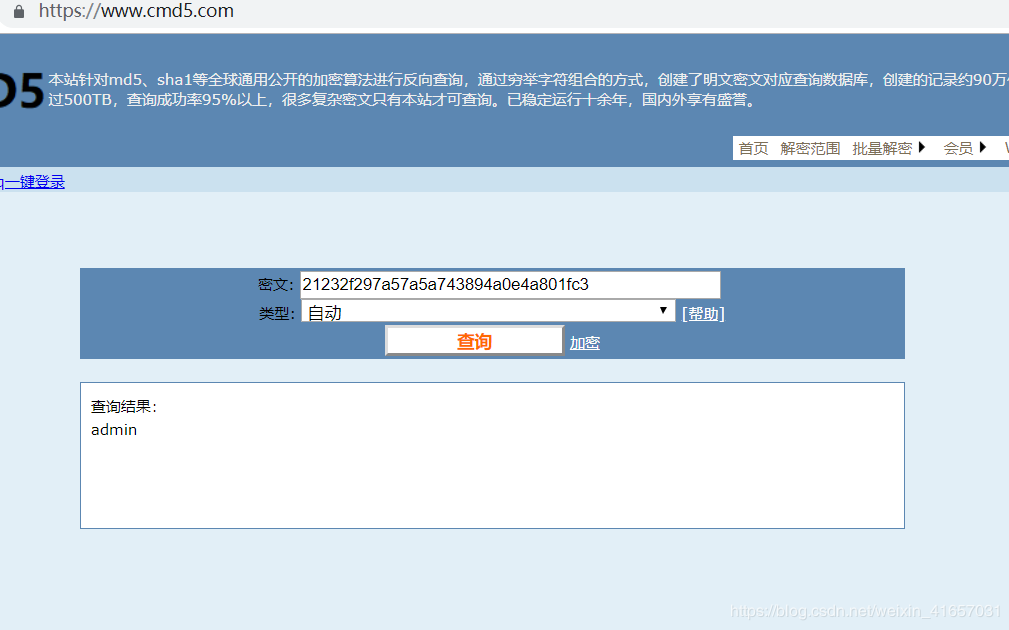 https://www.cmd5.com
D5
本站针对md5、sha1等全球通用公开的加密算法进行反向查询，通过穷举字符组合的方式，创建了明文密文对应查询数据库，创建的记录约90万
过500TB，查询成功率95%以上，很多复杂密文只有本站才可查询。已稳定运行十余年，国内外享有盛誉。
首页 解密范围 批量解密 会员
一键登录
密文： 21232f297a57a5a743894a0e4a801fc3
类型： 自动 [帮助]
查询 加密
查询结果：
admin
https://blog.csdn.net/weixin_41657031